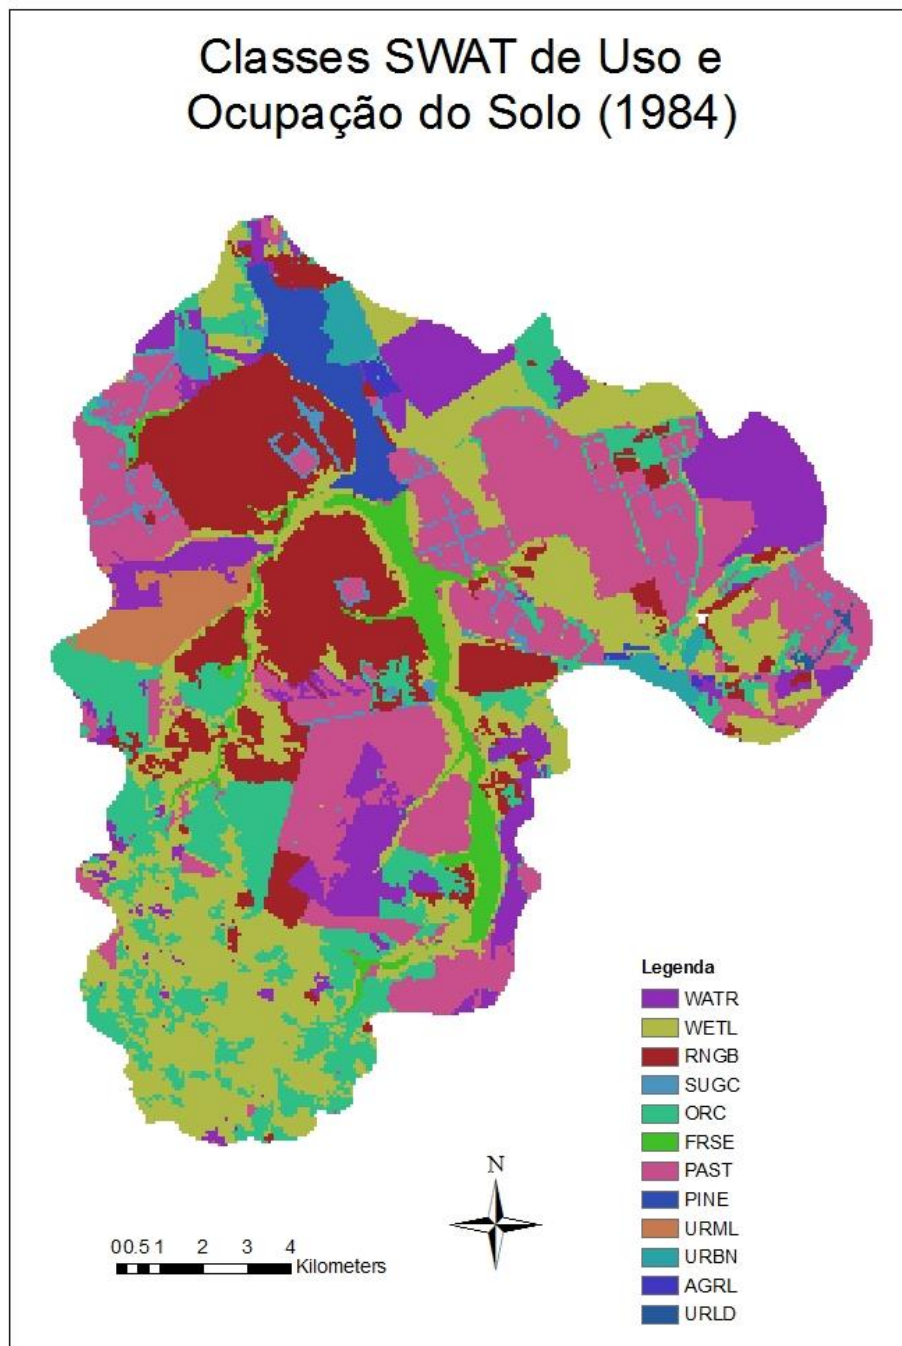 Classes SWAT de Uso e
Ocupação do Solo (1984)
Legenda
WATR
WETL
RNGB
SUGC
ORC
FRSE
PAST
PINE
URML
URBN
AGRL
URLD
N
00.5 1 2 3 4
Kilometers